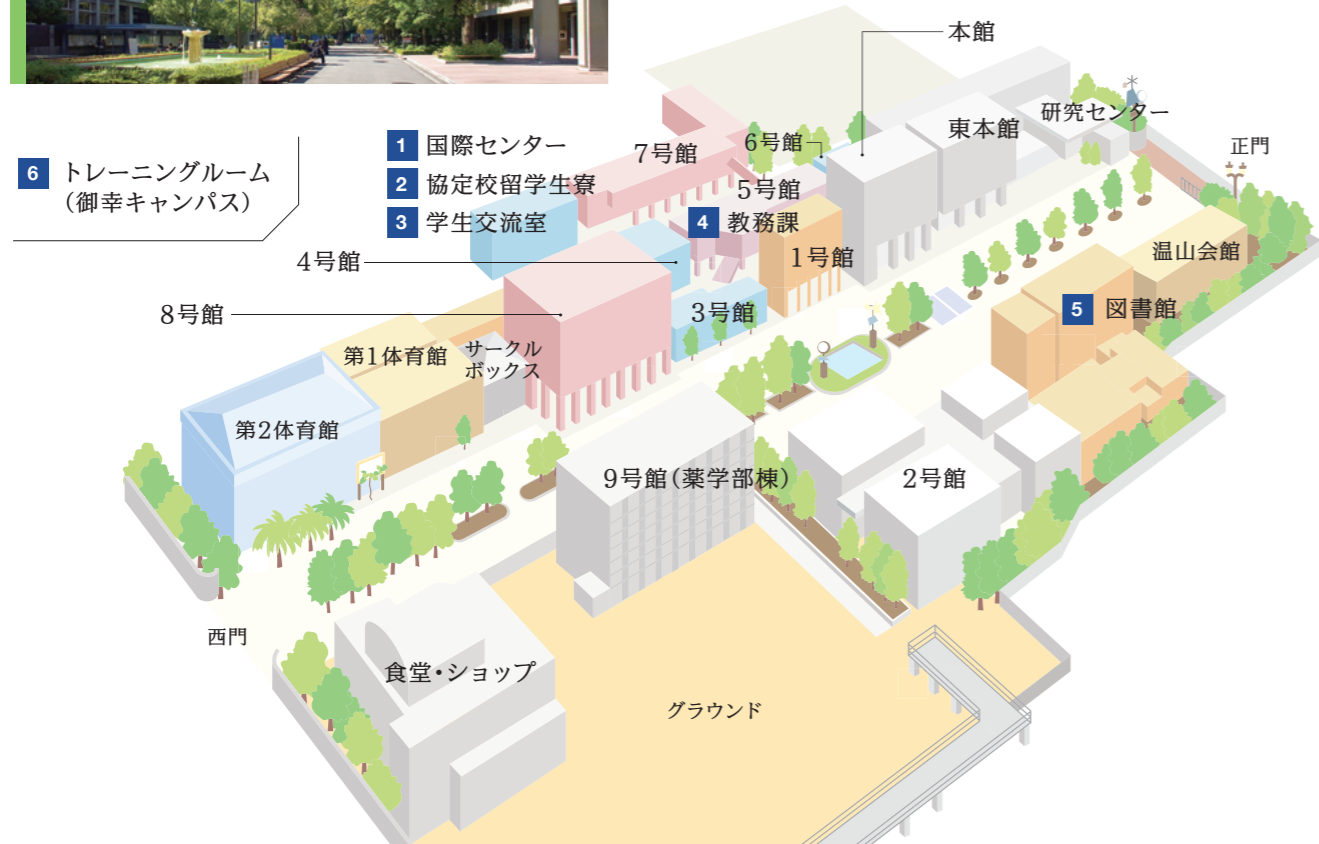 本館
研究センター
東本館
正門
1 国際センター
2 協定校留学生寮
3 学生交流室
6 トレーニングルーム
（御幸キャンパス）
7号館
6号館
5号館
4 教務課
1号館
温山会館
4号館
8号館
3号館
5 図書館
第1体育館
サークル
ボックス
第2体育館
9号館（薬学部棟）
2号館
西門
食堂・ショップ
グラウンド